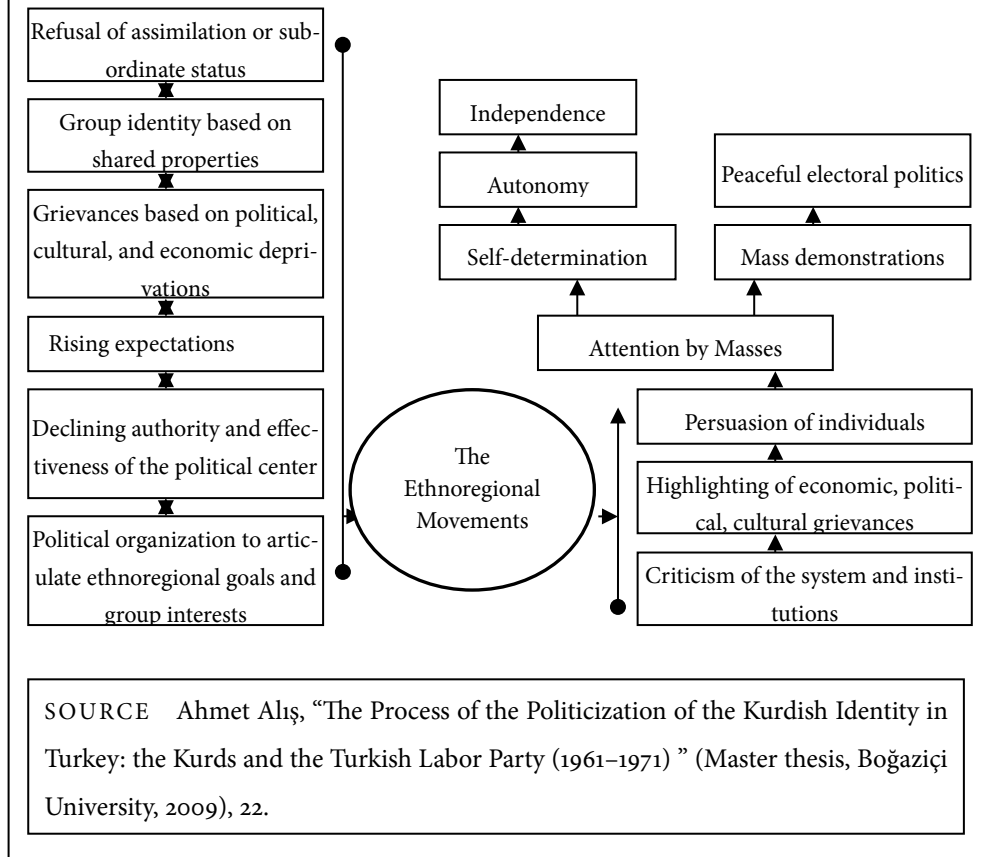 Refusal of assimilation or sub-
ordinate status
Group identity based on
shared properties
Grievances based on political,
cultural, and economic depri-
vations
Rising expectations
Declining authority and effec-
tiveness of the political center
Political organization to artic-
ulate ethnoregional goals and
group interests
The
Ethnoregional
Movements
Independence
Autonomy
Self-determination
Peaceful electoral politics
Mass demonstrations
Attention by Masses
Persuasion of individuals
Highlighting of economic, politi-
cal, cultural grievances
Criticism of the system and insti-
tutions
SOURCE Ahmet Alış, “The Process of the Politicization of the Kurdish Identity in
Turkey: the Kurds and the Turkish Labor Party (1961–1971) ” (Master thesis, Boğaziçi
University, 2009), 22.